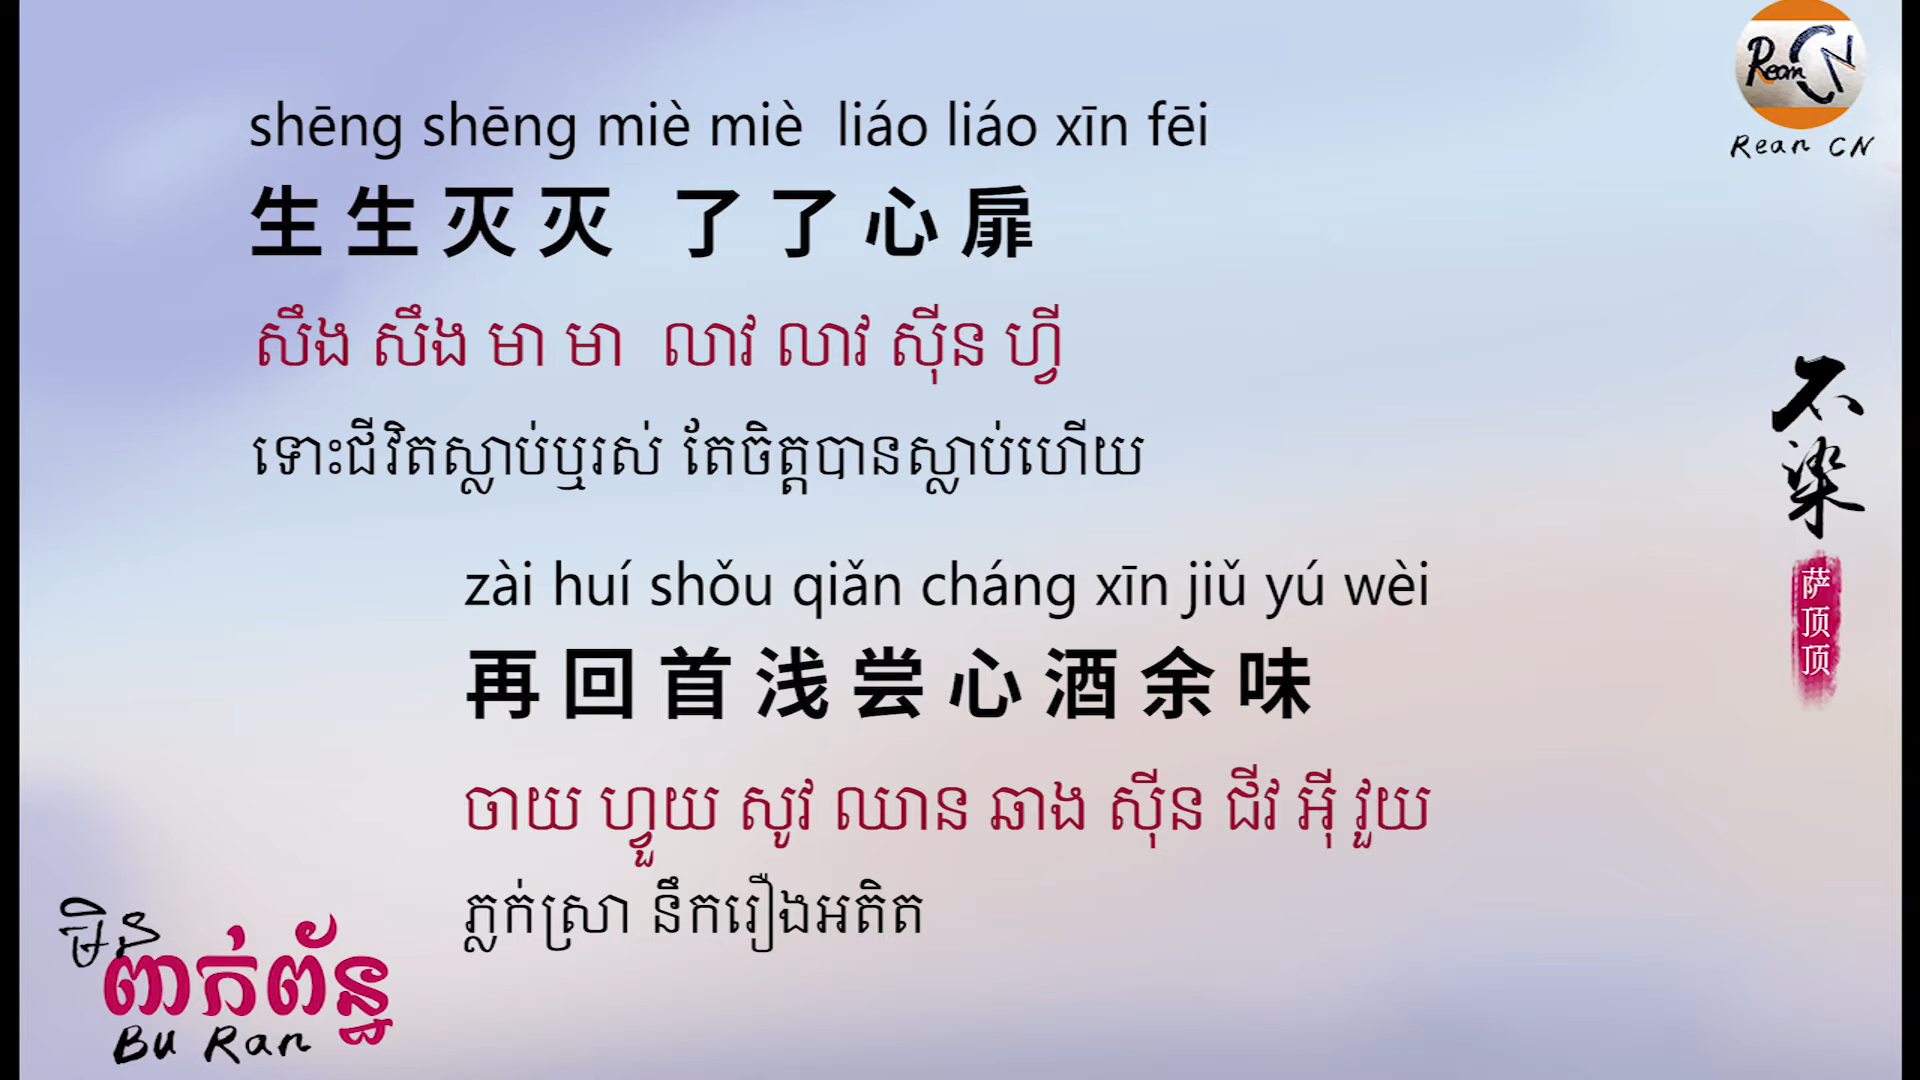 Rean CN
Rean CN
shēng shēng miè miè liáo liáo xīn fēi
生生灭灭 了了心扉
សឹង សឹង មា មា លាវ លាវ ស៊ីន ហ្វី
ទោះជីវិតស្លាប់ឬរស់ តែចិត្តបានស្លាប់ហើយ
zài huí shǒu qiǎn cháng xīn jiǔ yú wèi
再回首浅尝心酒余味
ចាយ ហ្វួយ សូវ ឈាន ឆាង ស៊ីន ជីវ អ៊ី វួយ
ភ្លក់ស្រា នឹករឿងអតិត
不染
萨顶顶
មិន
ពាក់ព័ន្ធ
Bu Ran